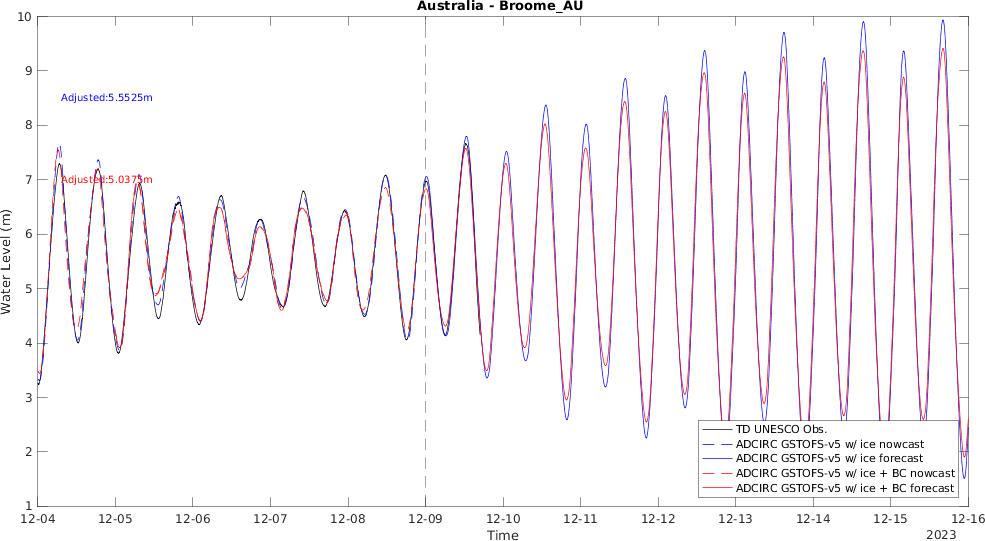 Australia - Broome_AU
10
9
8
7
6
5
4
3
2
1
Water Level (m)
Adjusted:5.5525m
Adjusted:5.0375m
TD UNESCO Obs.
ADCIRC GSTOFS-v5 w/ ice nowcast
ADCIRC GSTOFS-v5 w/ ice forecast
ADCIRC GSTOFS-v5 w/ ice + BC nowcast
ADCIRC GSTOFS-v5 w/ ice + BC forecast
12-04 12-05 12-06 12-07 12-08 12-09 12-10 12-11 12-12 12-13 12-14 12-15 12-16
Time
2023